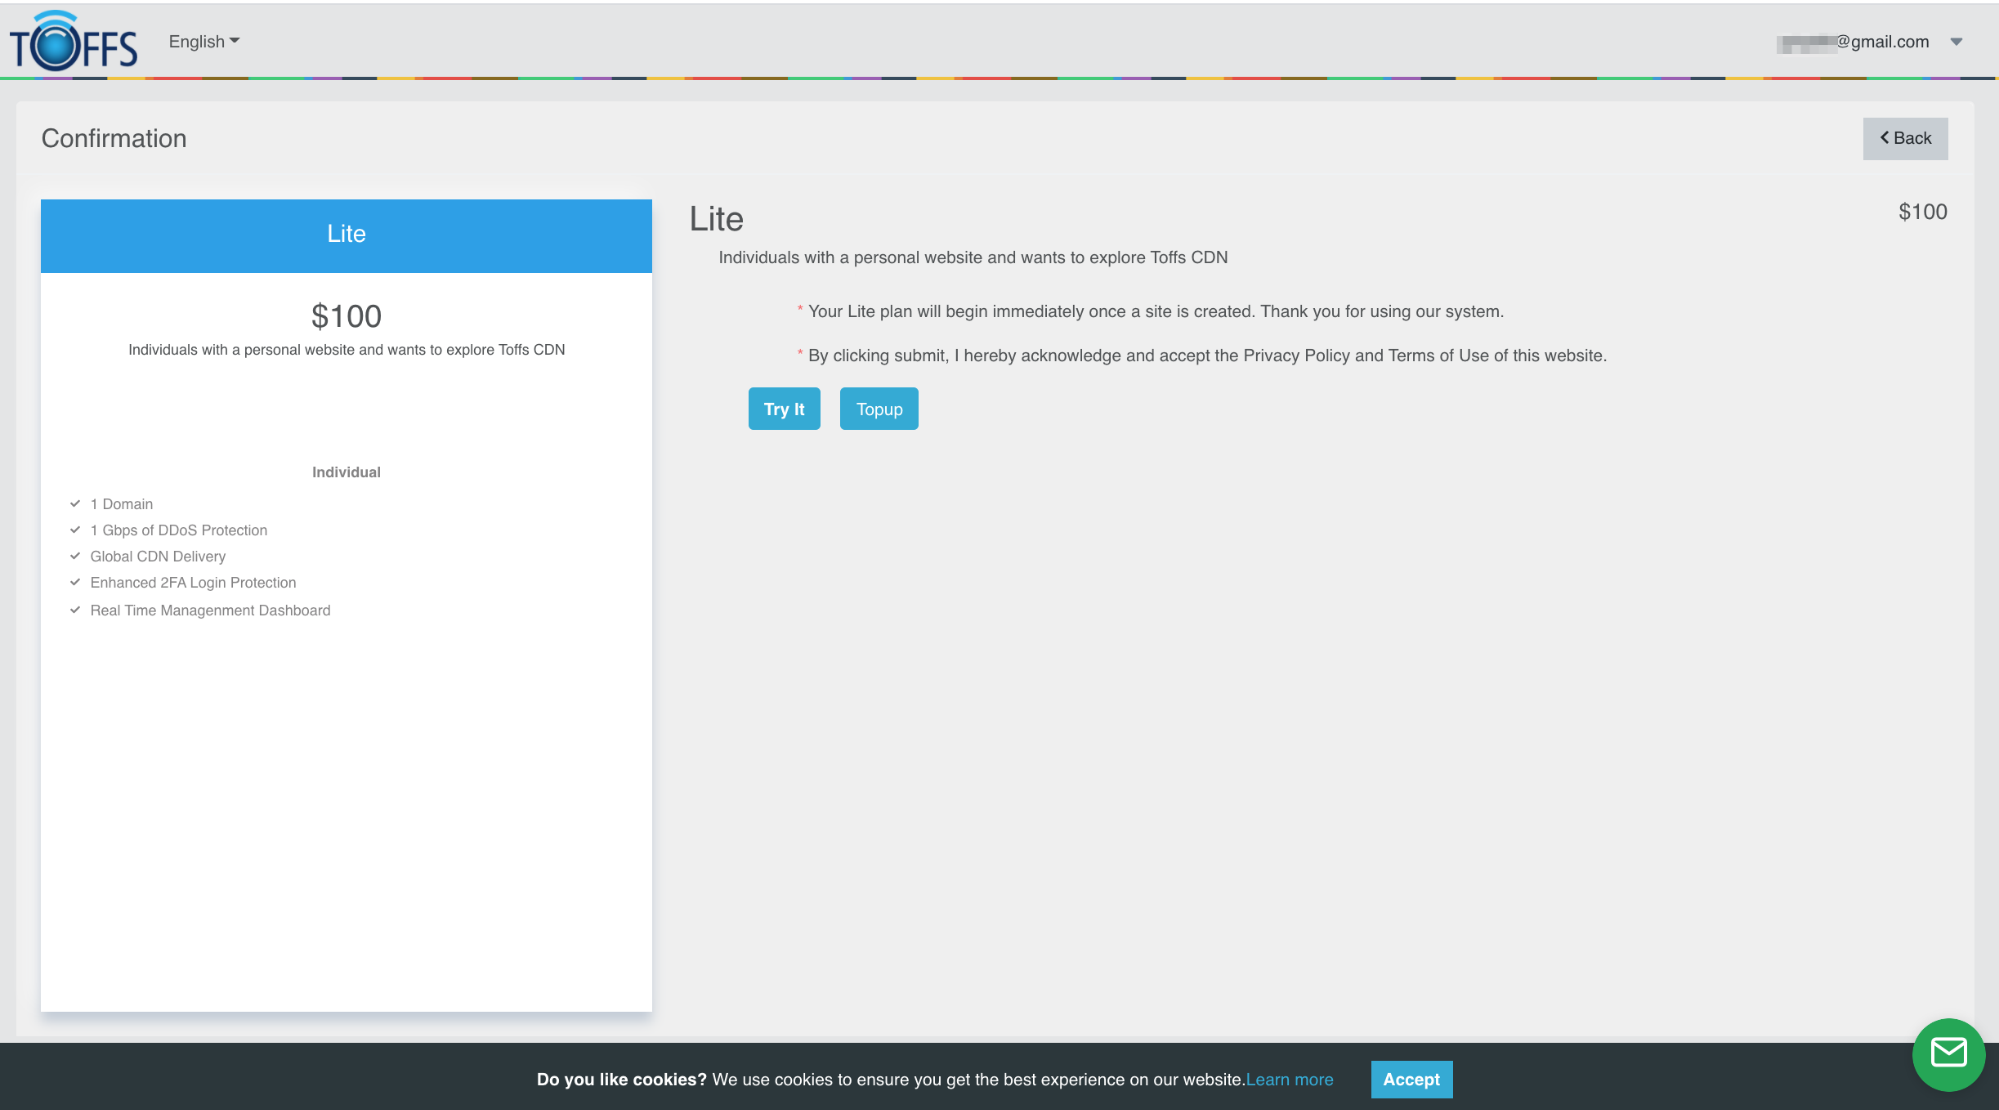 TOFFS
English
@gmail.com
Confirmation
Back
Lite
$100
Individuals with a personal website and wants to explore Toffs CDN
Individual
1 Domain
1 Gbps of DDoS Protection
Global CDN Delivery
Enhanced 2FA Login Protection
Real Time Managenment Dashboard
Lite
$100
Individuals with a personal website and wants to explore Toffs CDN
* Your Lite plan will begin immediately once a site is created. Thank you for using our system.
* By clicking submit, I hereby acknowledge and accept the Privacy Policy and Terms of Use of this website.
Try It
Topup
Do you like cookies? We use cookies to ensure you get the best experience on our website.Learn more
Accept